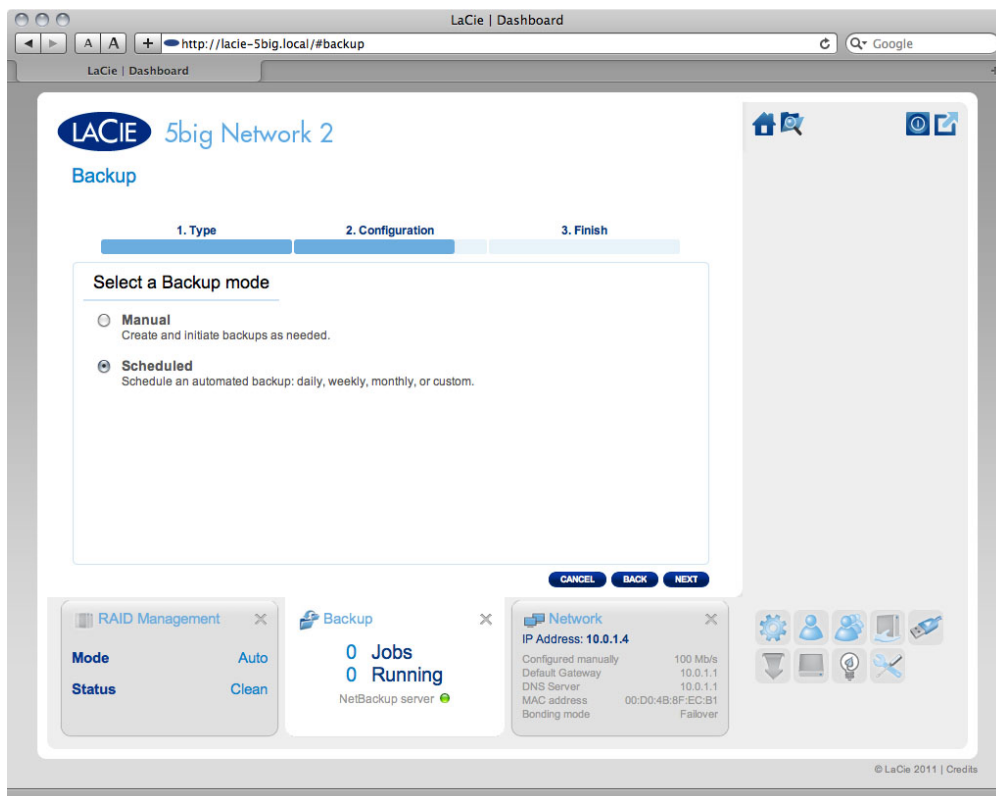 LaCie | Dashboard
A A + http://lacie-5big.local/#backup Google
LaCie | Dashboard
LACIE 5big Network 2
Backup
1. Type 2. Configuration 3. Finish
Select a Backup mode
Manual
Create and initiate backups as needed.
Scheduled
Schedule an automated backup: daily, weekly, monthly, or custom.
CANCEL BACK NEXT
RAID Management
Mode Auto
Status Clean
Backup
0 Jobs
0 Running
NetBackup server
Network
IP Address: 10.0.1.4
Configured manually 100 Mb/s
Default Gateway 10.0.1.1
DNS Server 10.0.1.1
MAC address 00:D0:4B:8F:EC:B1
Bonding mode Failover
© LaCie 2011 | Credits